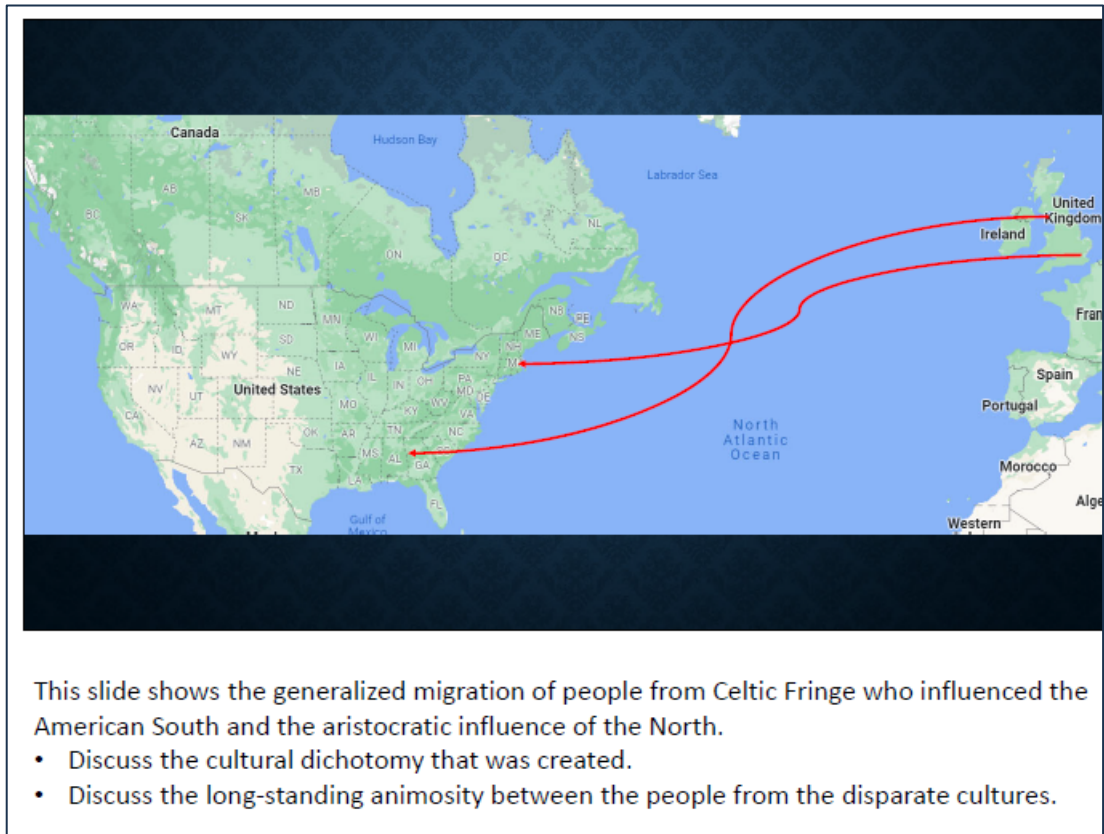 Canada
Hudson Bay
Labrador Sea
AB
MB
BC
SK
NL
United
Kingdom
Ireland
ON
QC
WA
MT
ND
NB
PE
MN
ME
NS
Fran
OR
ID
SD
WI
MI
NH
WY
NY
M
NE
IA
Spain
IL
IN
OH
PA
NV
United States
MD
DE
UT
MO
WV
Portugal
KY
VA
CA
North
Atlantic
Ocean
AZ
NM
OK
AR
TN
NC
MS
AL
GA
Morocco
TX
LA
Alge
FL
Gulf of
Mexico
Western
This slide shows the generalized migration of people from Celtic Fringe who influenced the
American South and the aristocratic influence of the North.
• Discuss the cultural dichotomy that was created.
• Discuss the long-standing animosity between the people from the disparate cultures.